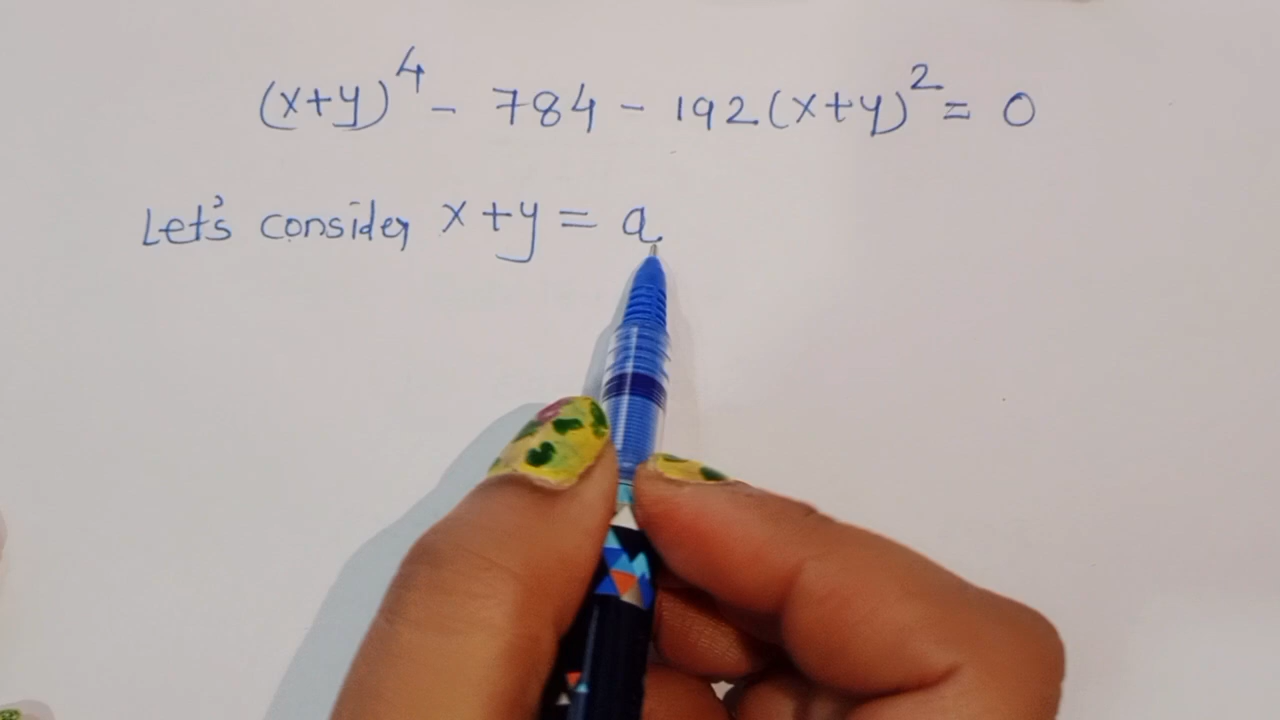 (x+y)⁴ - 784 - 192(x+y)² = 0
Let's consider x+y = a